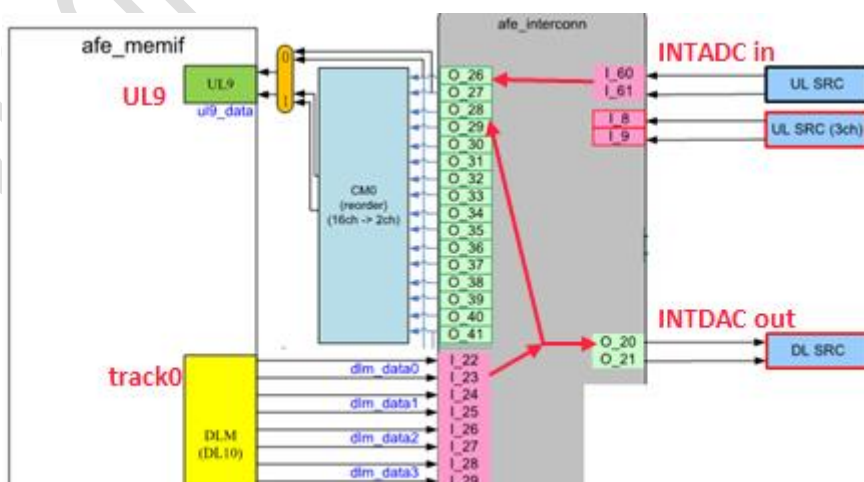 afe_interconn
afe_memif
UL9
UL9
ul9_data
0
1
CM0
(reorder)
(16ch -> 2ch)
O_26
O_27
O_28
O_29
O_30
O_31
O_32
O_33
O_34
O_35
O_36
O_37
O_38
O_39
O_40
O_41
INTADC in
I_60
I_61
UL SRC
I_8
I_9
UL SRC (3ch)
INTDAC out
O_20
O_21
DL SRC
track0
DLM
(DL10)
dlm_data0
dlm_data1
dlm_data2
dlm_data3
I_22
I_23
I_24
I_25
I_26
I_27
I_28
I_29